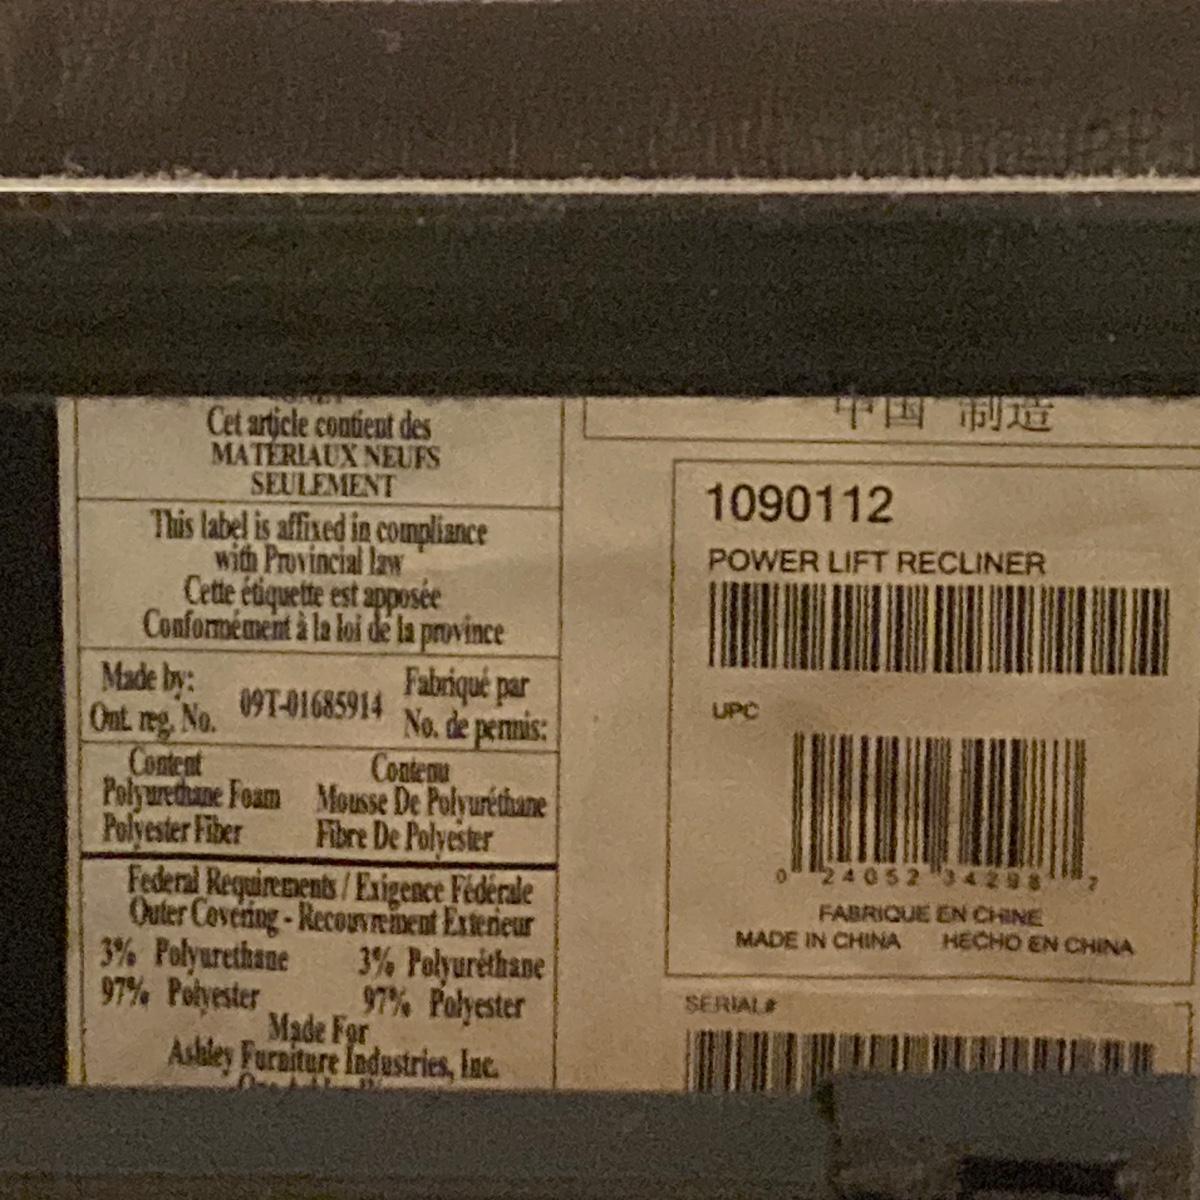 Cet article contient des
MATÉRIAUX NEUFS
SEULEMENT
This label is affixed in compliance
with Provincial law
Cette étiquette est apposée
Conformément à la loi de la province
Made by:
Ont. reg. No.
09T-01685914
Fabriqué par
No. de permis:
Content
Polyurethane Foam
Polyester Fiber
Contenu
Mousse De Polyuréthane
Fibre De Polyester
Federal Requirements / Exigence Fédérale
Outer Covering - Recouvrement Exterieur
3% Polyurethane 3% Polyuréthane
97% Polyester 97% Polyester
Made For
Ashley Furniture Industries, Inc.
中国 制造
1090112
POWER LIFT RECLINER
UPC
0 24052 34298 7
FABRIQUE EN CHINE
MADE IN CHINA HECHO EN CHINA
SERIAL#